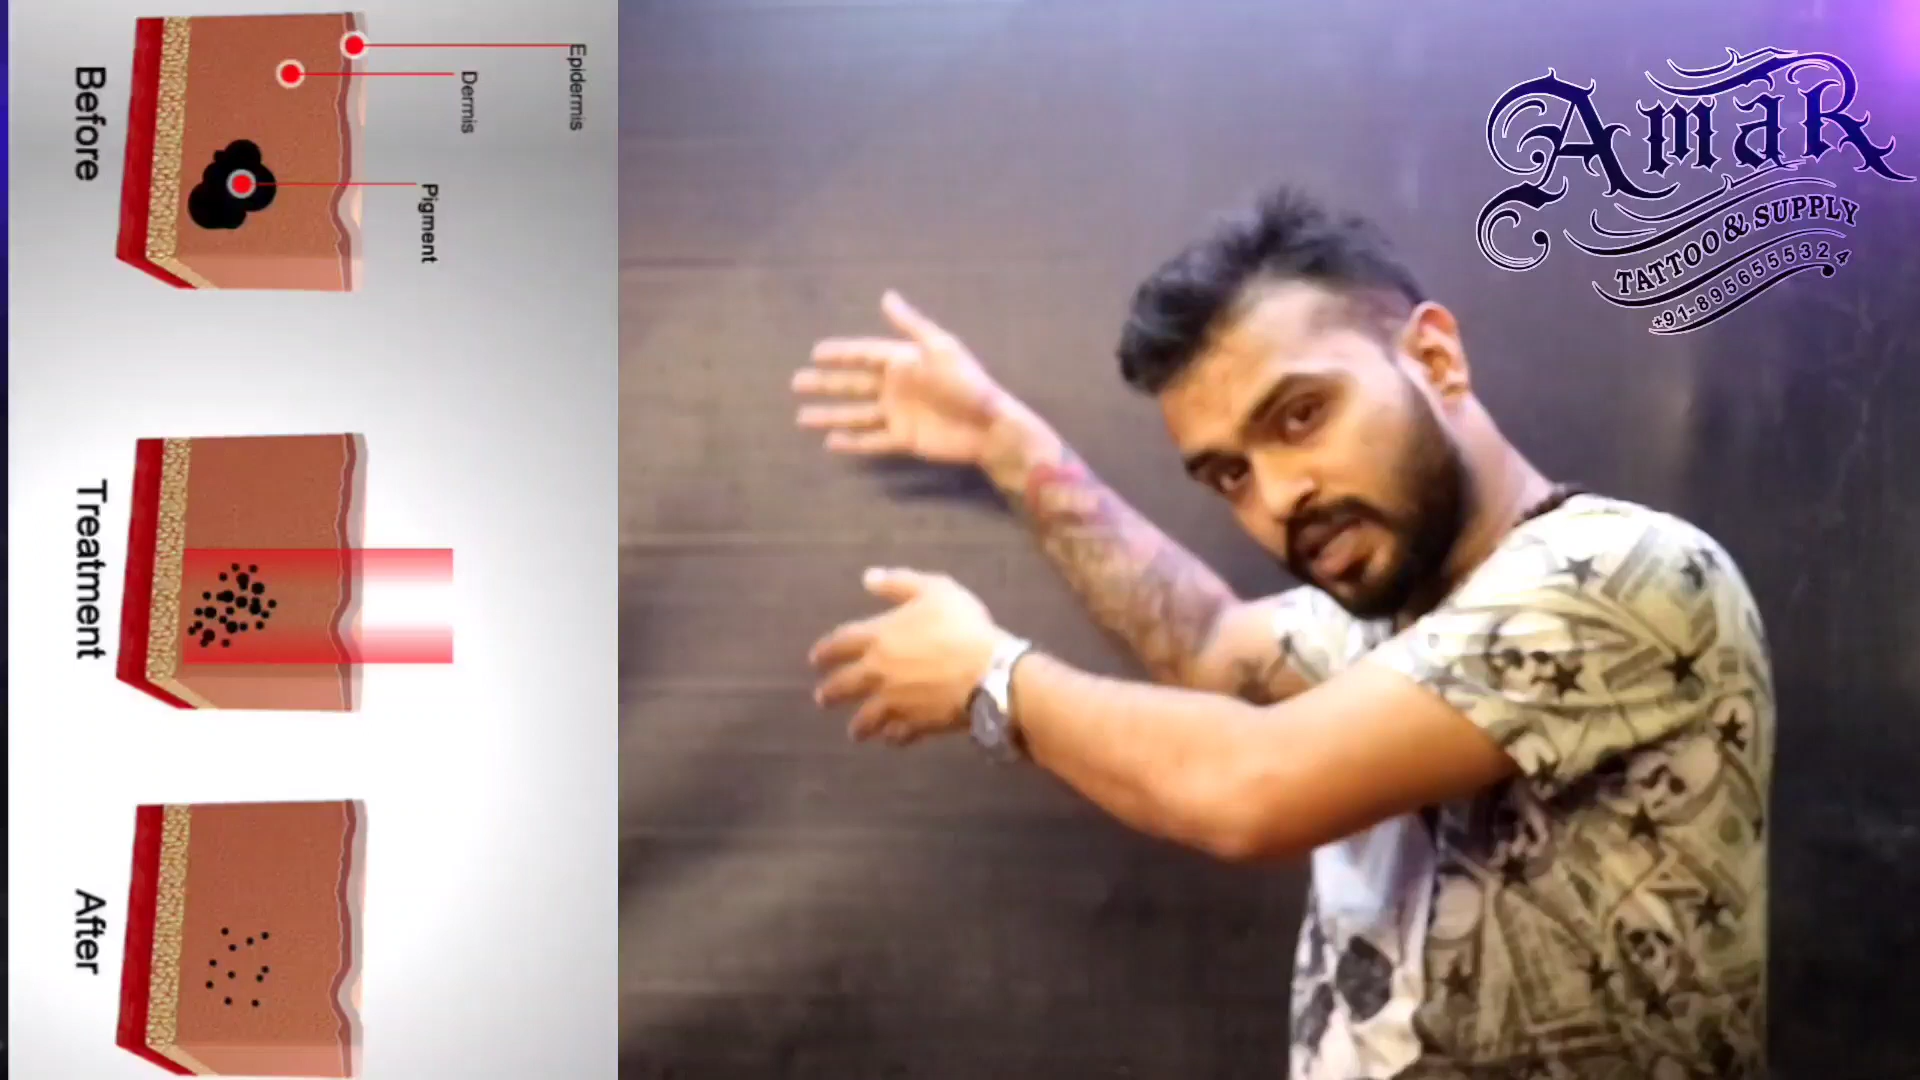 Epidermis
Dermis
Pigment
Before
Treatment
After
AmaR
TATTOO & SUPPLY
+91-8956555324